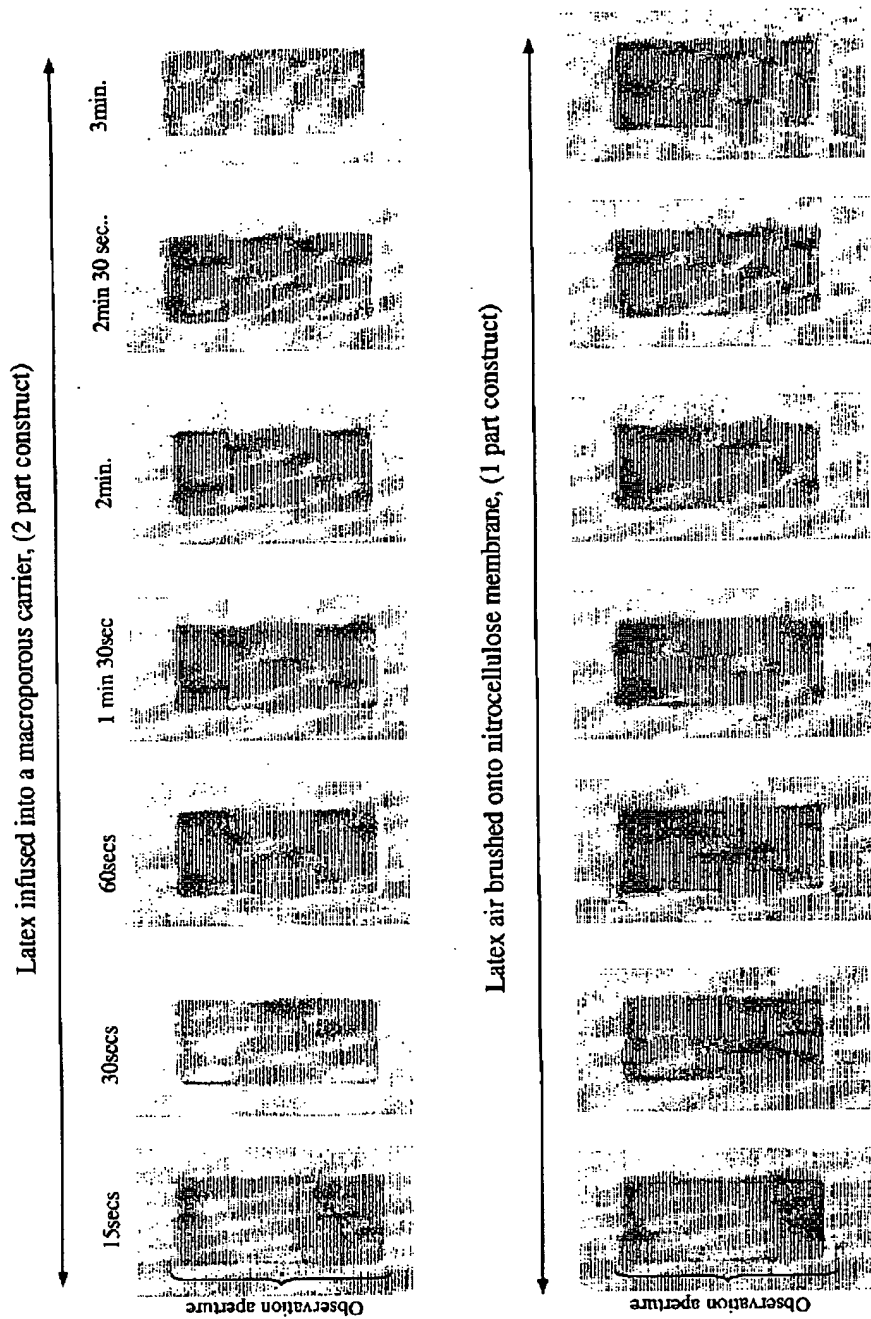 Latex infused into a macroporous carrier, (2 part construct)
15secs
30secs
60secs
1 min 30sec
2min.
2min 30 sec..
3min.
Observation aperture
Latex air brushed onto nitrocellulose membrane, (1 part construct)
Observation aperture